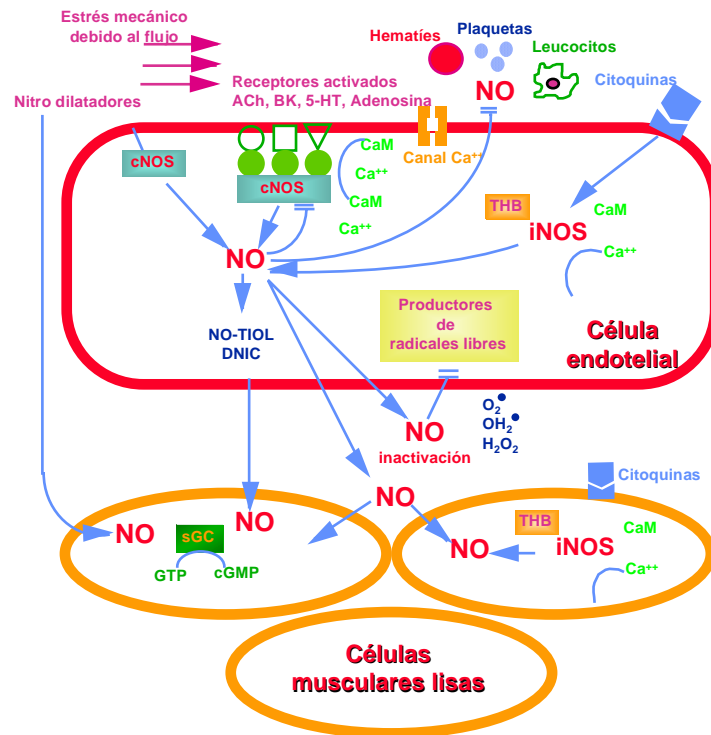 Estrés mecánico
debido al flujo
Hematíes
Plaquetas
Leucocitos
Citoquinas
Nitro dilatadores
Receptores activados
ACh, BK, 5-HT, Adenosina
NO
cNOS
cNOS
CaM
Ca++
CaM
Ca++
Canal Ca++
THB
iNOS
CaM
Ca++
NO
NO-TIOL
DNIC
Productores
de
radicales libres
Célula
endotelial
NO
inactivación
O2•
OH2•
H2O2
NO
Citoquinas
NO
sGC
NO
GTP
cGMP
NO
THB
iNOS
CaM
Ca++
Células
musculares lisas